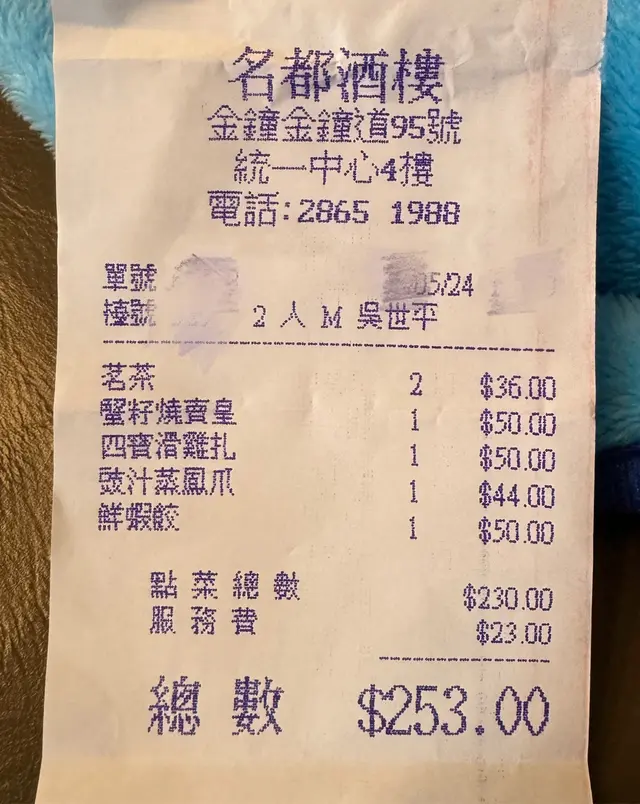 名都酒樓
金鐘金鐘道95號
統一中心4樓
電話:2865 1988
單號 05/24
檯號 2 人 M 吳世平
茗茶 2 $36.00
蟹籽燒賣皇 1 $50.00
四寶滑雞扎 1 $50.00
豉汁蒸鳳爪 1 $44.00
鮮蝦餃 1 $50.00
點菜總數 $230.00
服務費 $23.00
總數 $253.00